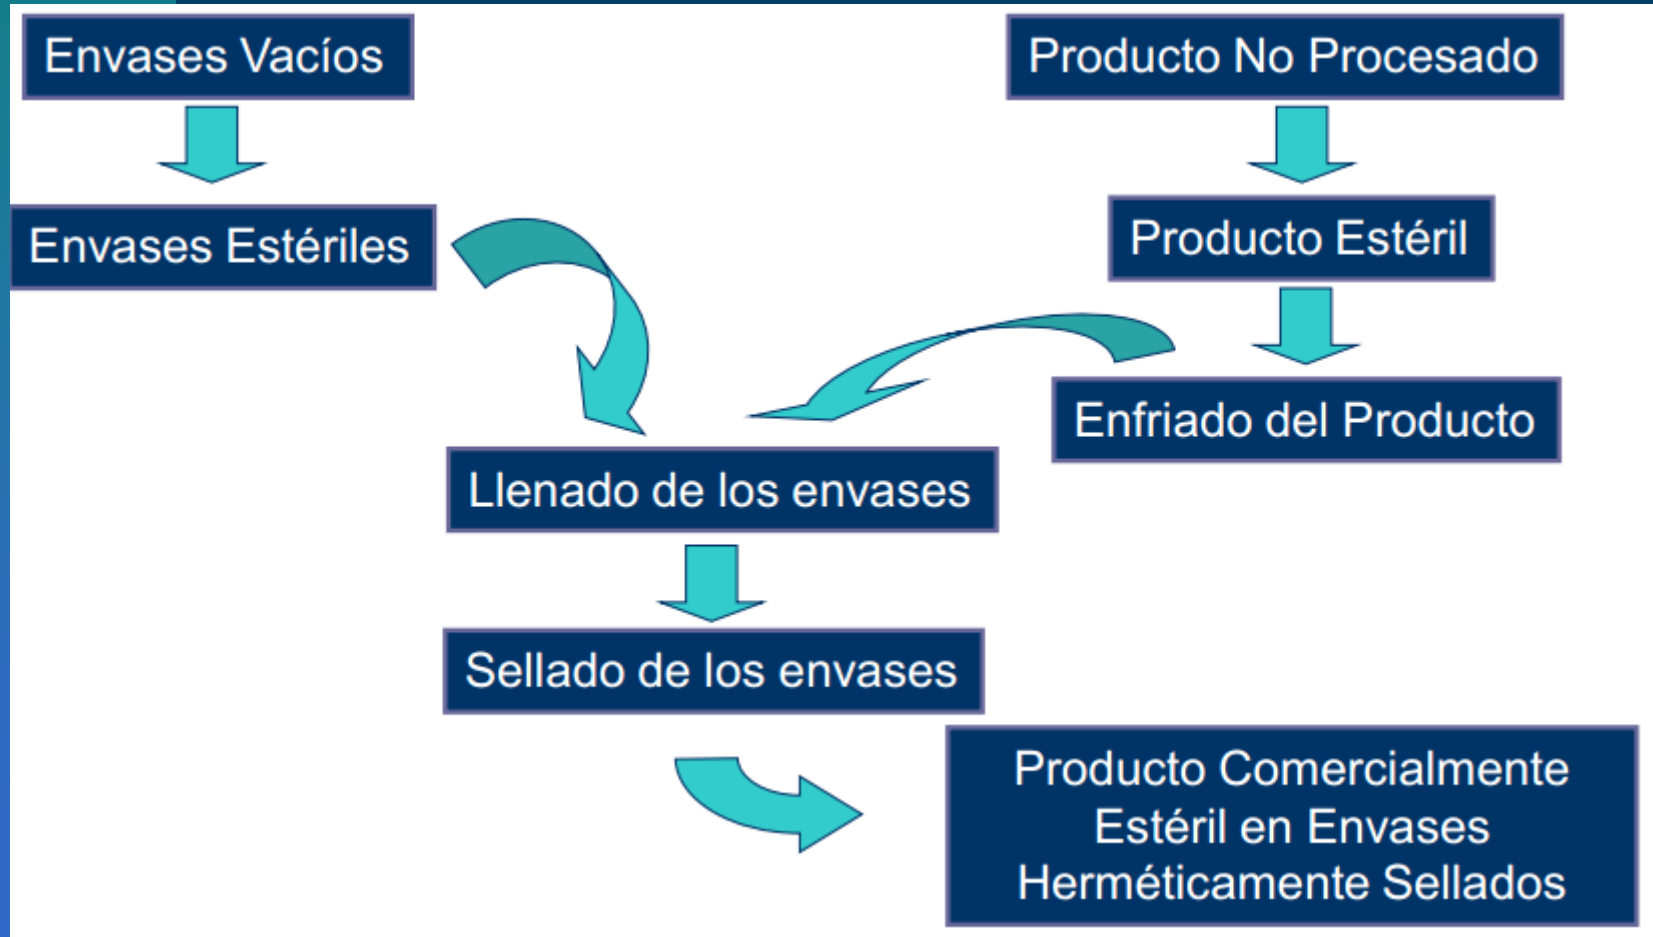 Envases Vacíos
Producto No Procesado
Envases Estériles
Producto Estéril
Enfriado del Producto
Llenado de los envases
Sellado de los envases
Producto Comercialmente
Estéril en Envases
Herméticamente Sellados